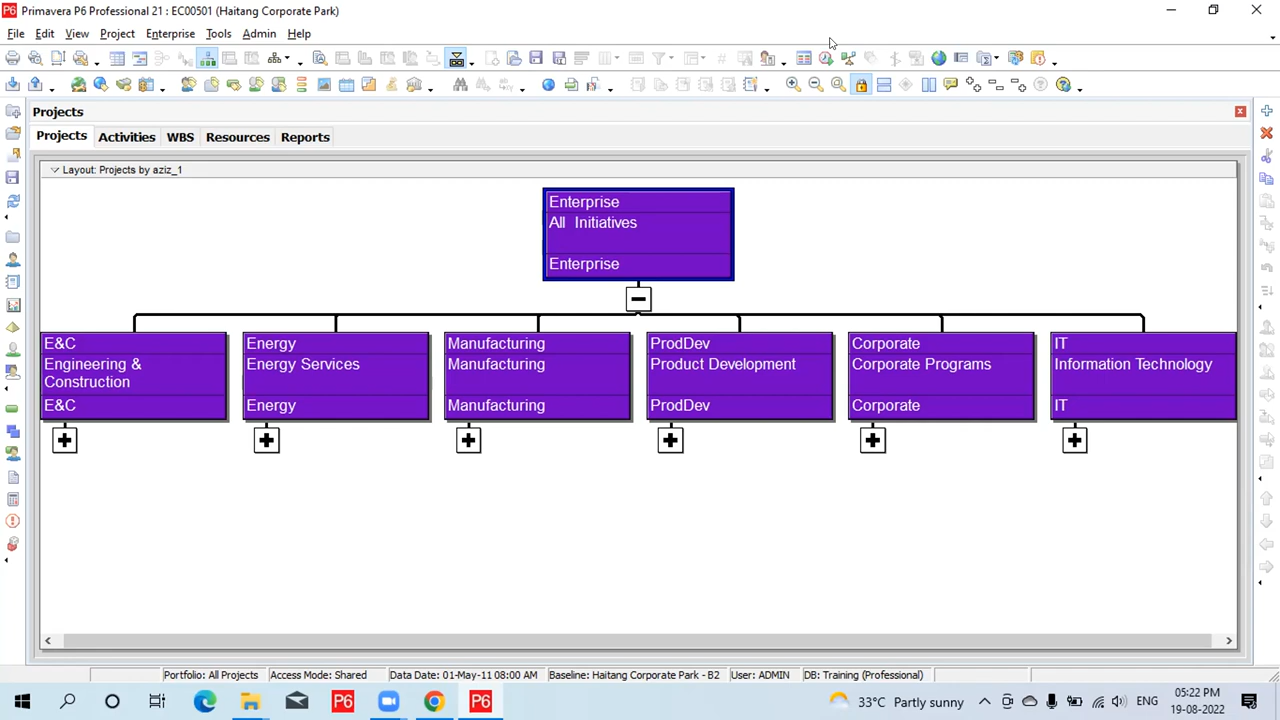 P6 Primavera P6 Professional 21 : EC00501 (Haitang Corporate Park)
File Edit View Project Enterprise Tools Admin Help
Projects
Projects Activities WBS Resources Reports
Layout: Projects by aziz_1
Enterprise
All Initiatives
Enterprise
E&C
Engineering &
Construction
E&C
Energy
Energy Services
Energy
Manufacturing
Manufacturing
Manufacturing
ProdDev
Product Development
ProdDev
Corporate
Corporate Programs
Corporate
IT
Information Technology
IT
Portfolio: All Projects Access Mode: Shared Data Date: 01-May-11 08:00 AM Baseline: Haitang Corporate Park - B2 User: ADMIN DB: Training (Professional)
P6 P6 33°C Partly sunny ENG 05:22 PM
19-08-2022